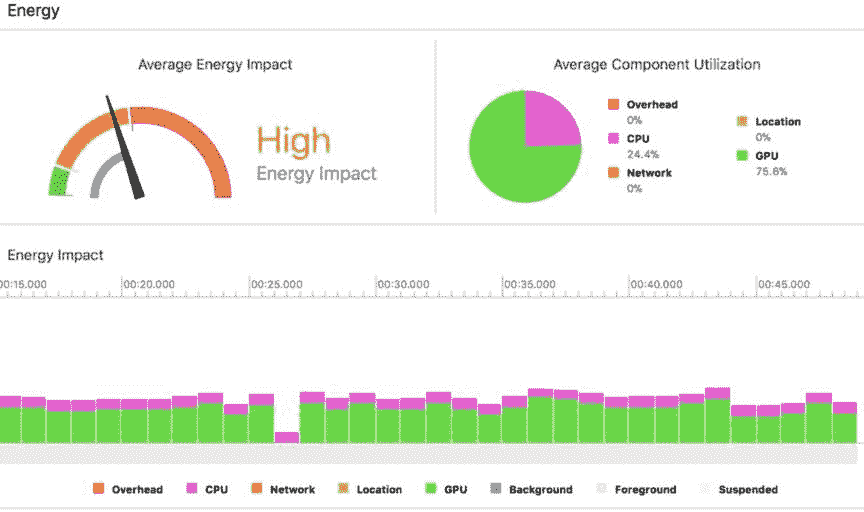 Energy
Average Energy Impact
High
Energy Impact
Average Component Utilization
Overhead
0%
CPU
24.4%
Network
0%
Location
0%
GPU
75.6%
Energy Impact
00:15.000 00:20.000 00:25.000 00:30.000 00:35.000 00:40.000 00:45.000
Overhead CPU Network Location GPU Background Foreground Suspended